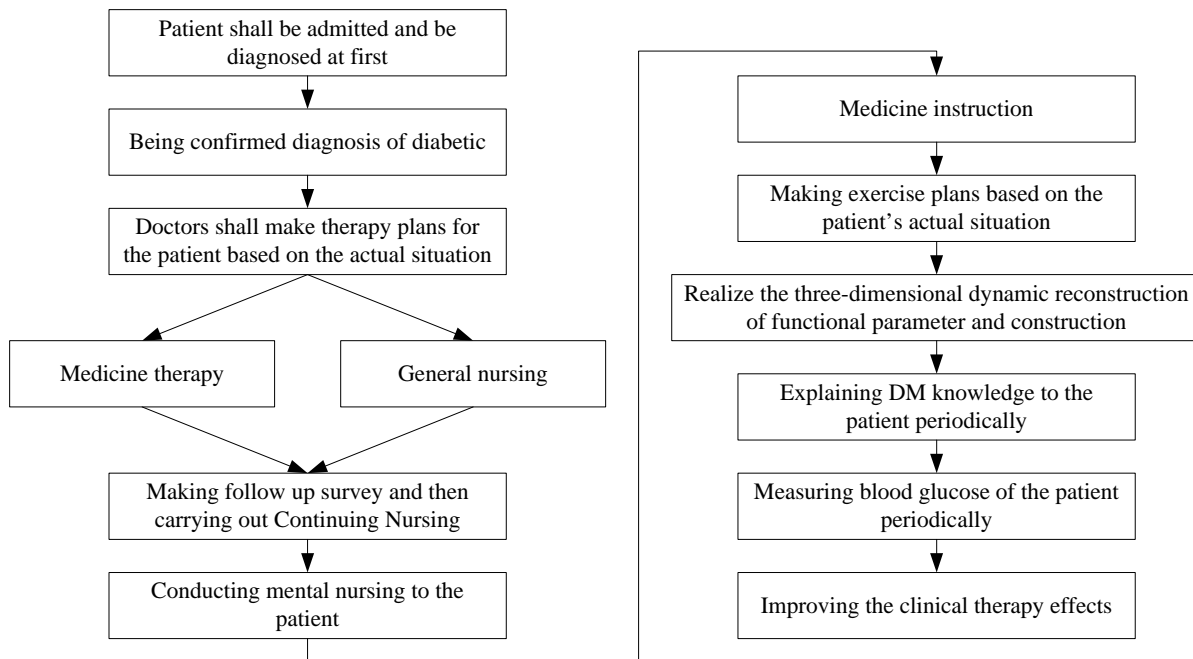 Patient shall be admitted and be
diagnosed at first
Being confirmed diagnosis of diabetic
Doctors shall make therapy plans for
the patient based on the actual situation
Medicine therapy
General nursing
Making follow up survey and then
carrying out Continuing Nursing
Conducting mental nursing to the
patient
Medicine instruction
Making exercise plans based on the
patient’s actual situation
Realize the three-dimensional dynamic reconstruction
of functional parameter and construction
Explaining DM knowledge to the
patient periodically
Measuring blood glucose of the patient
periodically
Improving the clinical therapy effects